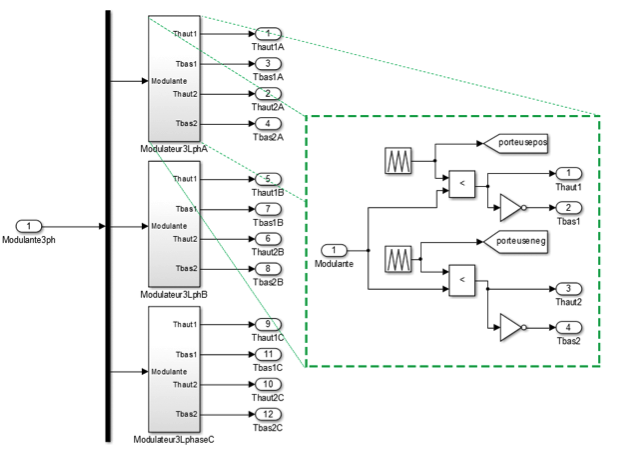 1
Modulante3ph
Thaut1
Tbas1
Modulante
Thaut2
Tbas2
Modulateur3LphA
1
Thaut1A
3
Tbas1A
2
Thaut2A
4
Tbas2A
Thaut1
Tbas1
Modulante
Thaut2
Tbas2
Modulateur3LphB
5
Thaut1B
7
Tbas1B
6
Thaut2B
8
Tbas2B
Thaut1
Tbas1
Modulante
Thaut2
Tbas2
Modulateur3LphaseC
9
Thaut1C
11
Tbas1C
10
Thaut2C
12
Tbas2C
porteusepos
<
1
Thaut1
2
Tbas1
1
Modulante
porteuseneg
<
3
Thaut2
4
Tbas2